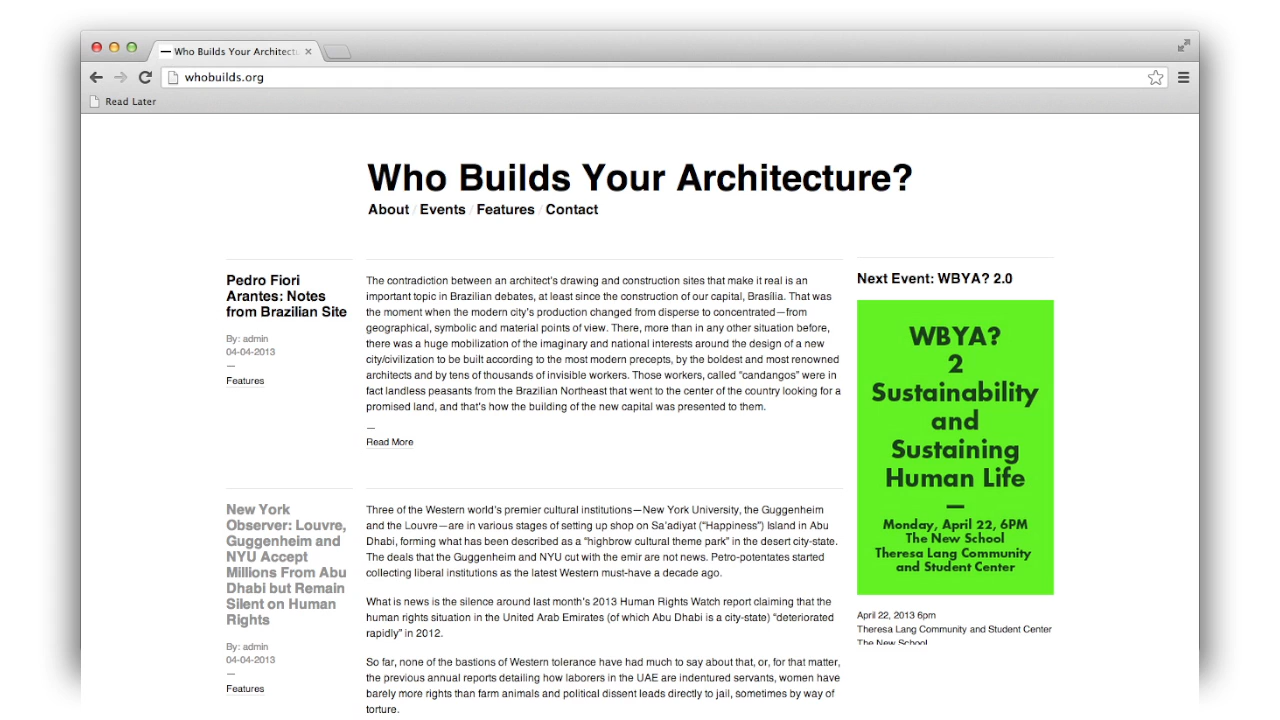 — Who Builds Your Architectu
whobuilds.org
Read Later
Who Builds Your Architecture?
About / Events / Features / Contact
Pedro Fiori
Arantes: Notes
from Brazilian Site
By: admin
04-04-2013
—
Features
The contradiction between an architect's drawing and construction sites that make it real is an
important topic in Brazilian debates, at least since the construction of our capital, Brasília. That was
the moment when the modern city's production changed from disperse to concentrated—from
geographical, symbolic and material points of view. There, more than in any other situation before,
there was a huge mobilization of the imaginary and national interests around the design of a new
city/civilization to be built according to the most modern precepts, by the boldest and most renowned
architects and by tens of thousands of invisible workers. Those workers, called “candangos” were in
fact landless peasants from the Brazilian Northeast that went to the center of the country looking for a
promised land, and that's how the building of the new capital was presented to them.
—
Read More
New York
Observer: Louvre,
Guggenheim and
NYU Accept
Millions From Abu
Dhabi but Remain
Silent on Human
Rights
By: admin
04-04-2013
—
Features
Three of the Western world's premier cultural institutions—New York University, the Guggenheim
and the Louvre—are in various stages of setting up shop on Sa'adiyat (“Happiness”) Island in Abu
Dhabi, forming what has been described as a “highbrow cultural theme park” in the desert city-state.
The deals that the Guggenheim and NYU cut with the emir are not news. Petro-potentates started
collecting liberal institutions as the latest Western must-have a decade ago.
What is news is the silence around last month's 2013 Human Rights Watch report claiming that the
human rights situation in the United Arab Emirates (of which Abu Dhabi is a city-state) “deteriorated
rapidly” in 2012.
So far, none of the bastions of Western tolerance have had much to say about that, or, for that matter,
the previous annual reports detailing how laborers in the UAE are indentured servants, women have
barely more rights than farm animals and political dissent leads directly to jail, sometimes by way of
torture.
Next Event: WBYA? 2.0
WBYA?
2
Sustainability
and
Sustaining
Human Life
—
Monday, April 22, 6PM
The New School
Theresa Lang Community
and Student Center
April 22, 2013 6pm
Theresa Lang Community and Student Center
The New School